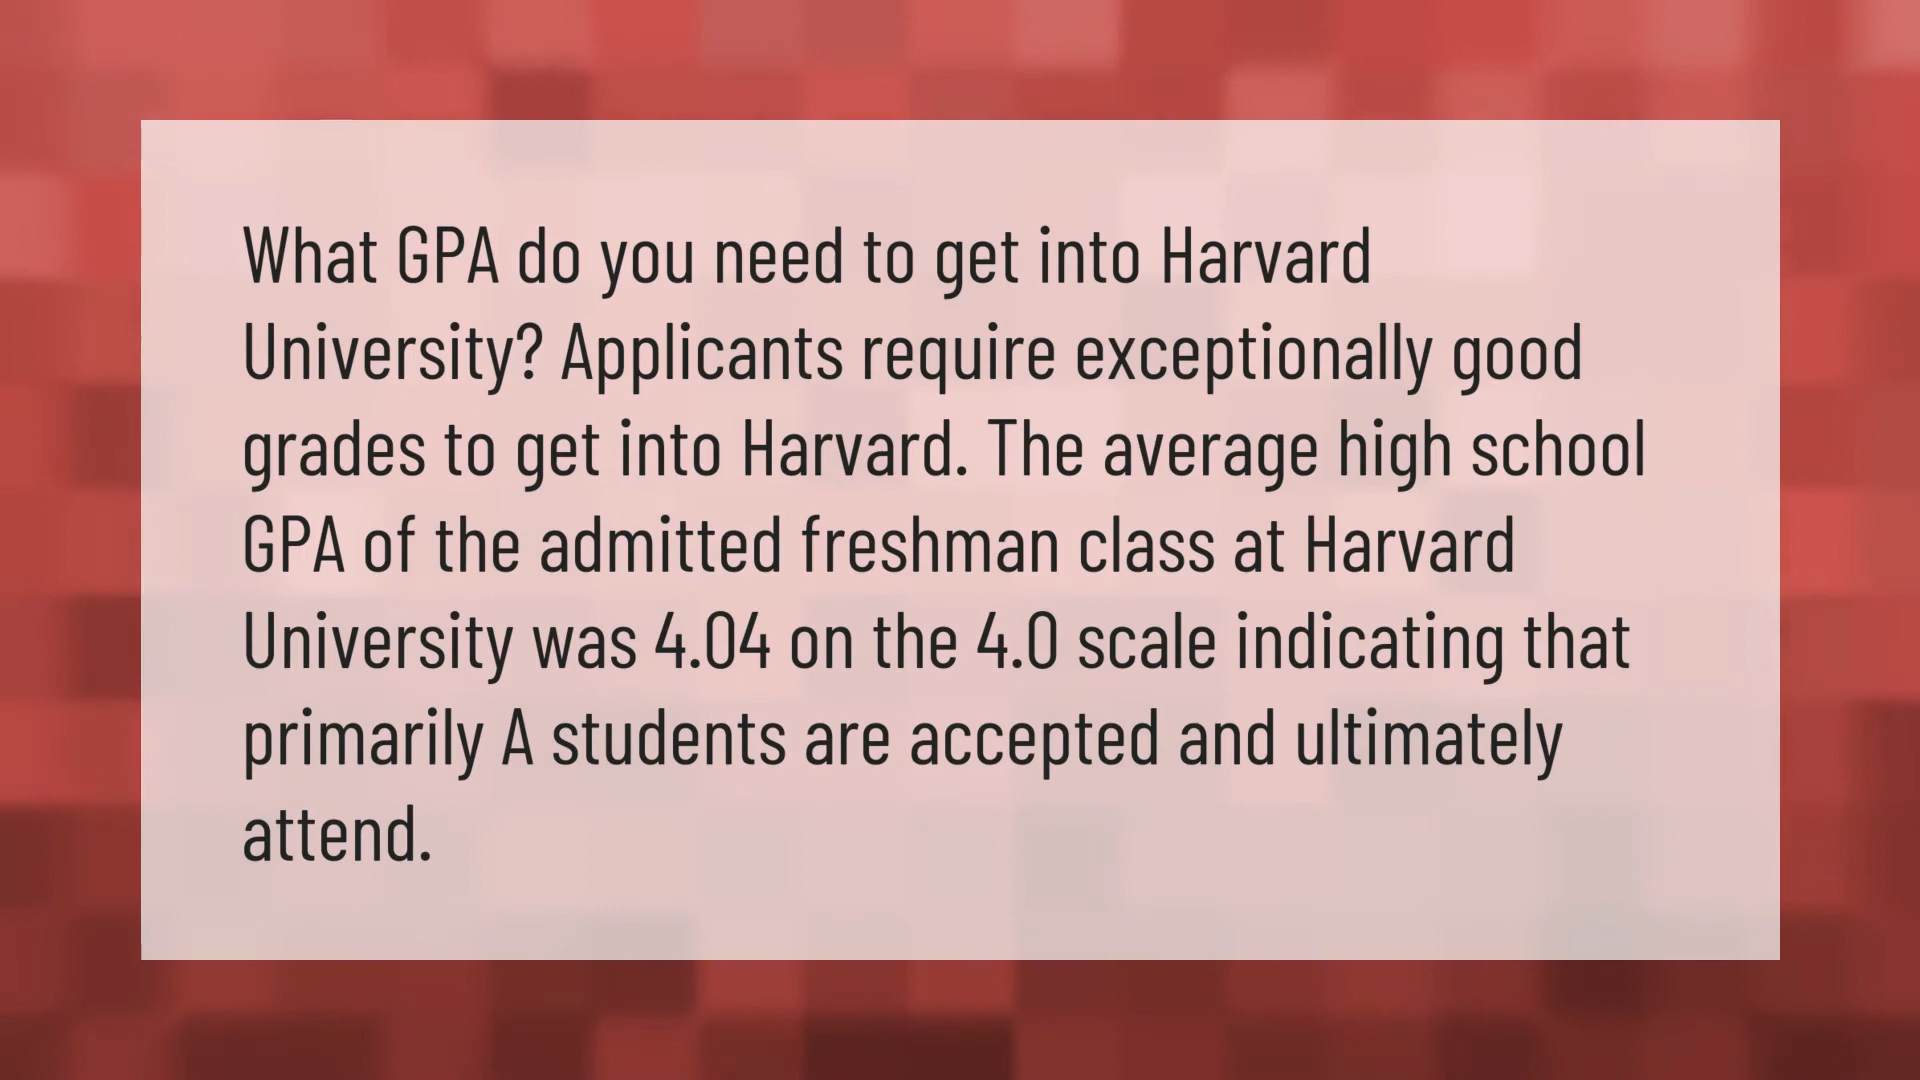 What GPA do you need to get into Harvard
University? Applicants require exceptionally good
grades to get into Harvard. The average high school
GPA of the admitted freshman class at Harvard
University was 4.04 on the 4.0 scale indicating that
primarily A students are accepted and ultimately
attend.